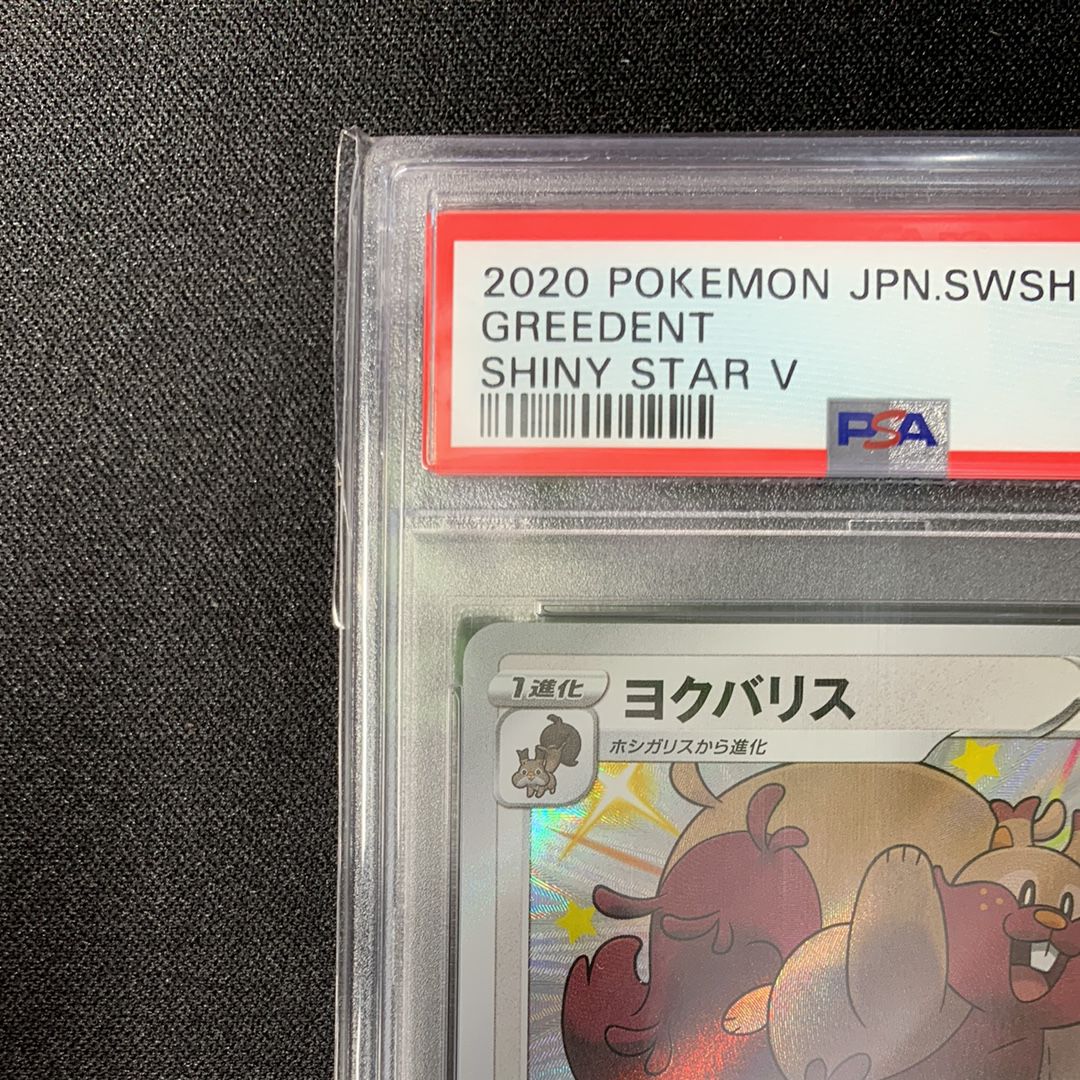 2020 POKEMON JPN.SWSH
GREEDENT
SHINY STAR V
PSA
1進化
ヨクバリス
ホシガリスから進化